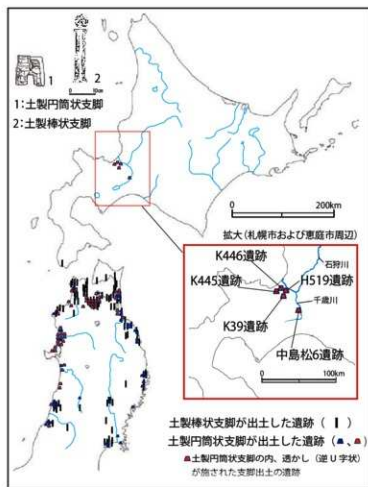 1
2
0 10cm
1：土製円筒状支脚
2：土製棒状支脚
0 200km
拡大（札幌市および恵庭市周辺）
石狩川
K446遺跡
K445遺跡
H519遺跡
千歳川
K39遺跡
中島松6遺跡
0 100km
土製棒状支脚が出土した遺跡（ ）
土製円筒状支脚が出土した遺跡（ 、 ）
土製円筒状支脚の内、透かし（逆U字状）
が施された支脚出土の遺跡